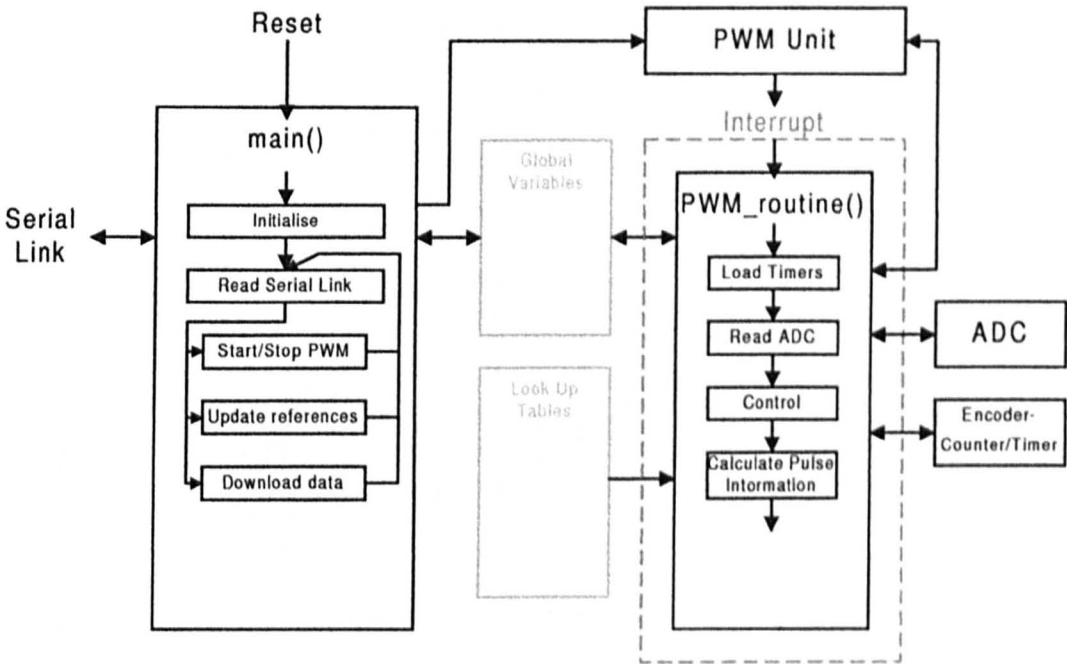 Reset
PWM Unit
main()
Interrupt
Global
Variables
Serial
Link
Initialise
PWM_routine()
Read Serial Link
Load Timers
Start/Stop PWM
Read ADC
ADC
Look Up
Tables
Update references
Control
Encoder-
Counter/Timer
Download data
Calculate Pulse
Intormation